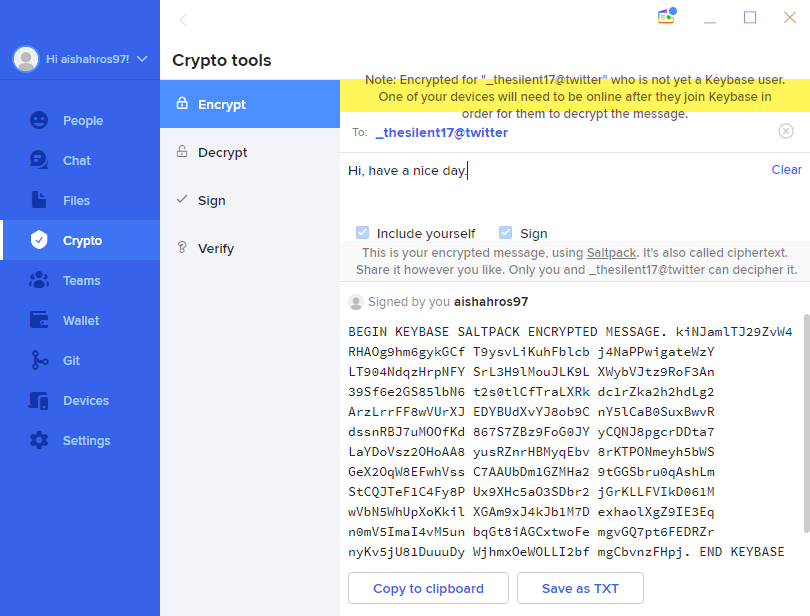 Hi aishahros97!
People
Chat
Files
Crypto
Teams
Wallet
Git
Devices
Settings
Crypto tools
Encrypt
Decrypt
Sign
Verify
Note: Encrypted for "_thesilent17@twitter" who is not yet a Keybase user.
One of your devices will need to be online after they join Keybase in
order for them to decrypt the message.
To: _thesilent17@twitter
Hi, have a nice day.
Clear
Include yourself Sign
This is your encrypted message, using Saltpack. It's also called ciphertext.
Share it however you like. Only you and _thesilent17@twitter can decipher it.
Signed by you aishahros97
BEGIN KEYBASE SALTPACK ENCRYPTED MESSAGE. kiNJamlTJ29ZvW4
RHAOg9hm6gykGCf T9ysvLiKuhFblcb j4NaPPwigateWzY
LT904NdqzHrpNFY SrL3H9lMouJLK9L XWybVJtz9RoF3An
39Sf6e2GS85lbN6 t2s0tlCfTraLXRk dc1rZka2h2hdLg2
ArzLrrFF8wVUrXJ EDYBUdXvYJ8ob9C nY5lCaB0SuxBwvR
dssnRBJ7uMOOfKd 867S7ZBz9FoG0JY yCQNJ8pgcrDDta7
LaYDoVsz2OHoAA8 yusRZnrHBMyqEbv 8rKTPONmeyh5bWS
GeX2OqW8EFwhVss C7AAUbDm1GZMHa2 9tGGSbru0qAshLm
StCQJTeF1C4Fy8P Ux9XHc5aO3SDbr2 jGrKLLFVIkD06lM
wVbN5WhUpXoKkil XGAm9xJ4kJb1M7D exhaolXgZ9IE3Eq
n0mV5ImaI4vM5un bqGt8iAGCxtwoFe mgvGQ7pt6FEDRZr
nyKv5jU81DuuuDy WjhmxOeWOLLI2bf mgCbvnzFHpj. END KEYBASE
Copy to clipboard
Save as TXT